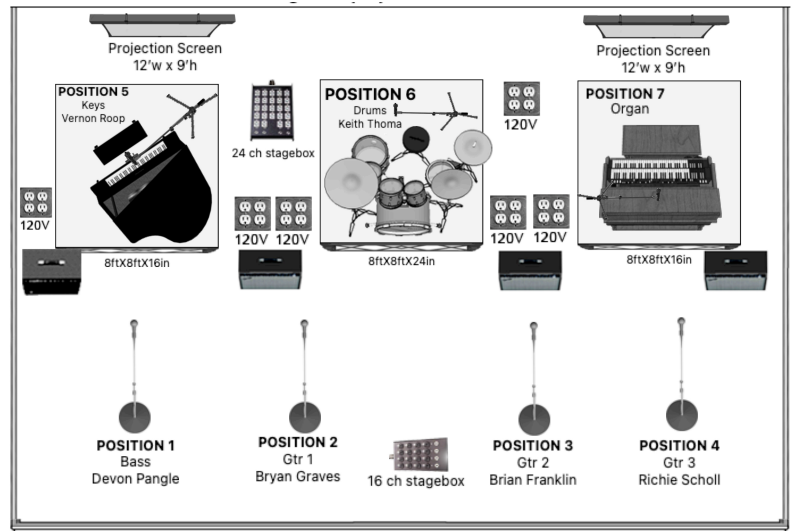 Projection Screen
12'w x 9'h
Projection Screen
12'w x 9'h
POSITION 5
Keys
Vernon Roop
24 ch stagebox
POSITION 6
Drums
Keith Thoma
120V
POSITION 7
Organ
120V
120V
120V
120V
120V
8ftX8ftX16in
8ftX8ftX24in
8ftX8ftX16in
POSITION 1
Bass
Devon Pangle
POSITION 2
Gtr 1
Bryan Graves
16 ch stagebox
POSITION 3
Gtr 2
Brian Franklin
POSITION 4
Gtr 3
Richie Scholl